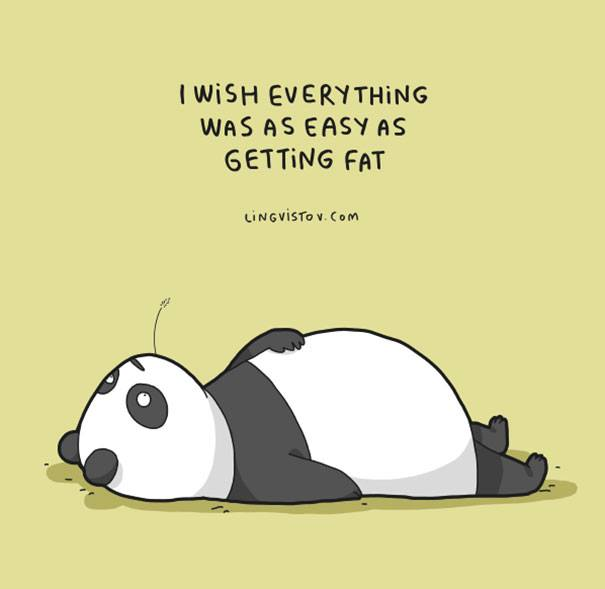 I WISH EVERYTHING
WAS AS EASY AS
GETTING FAT
LINGVISTOV.COM